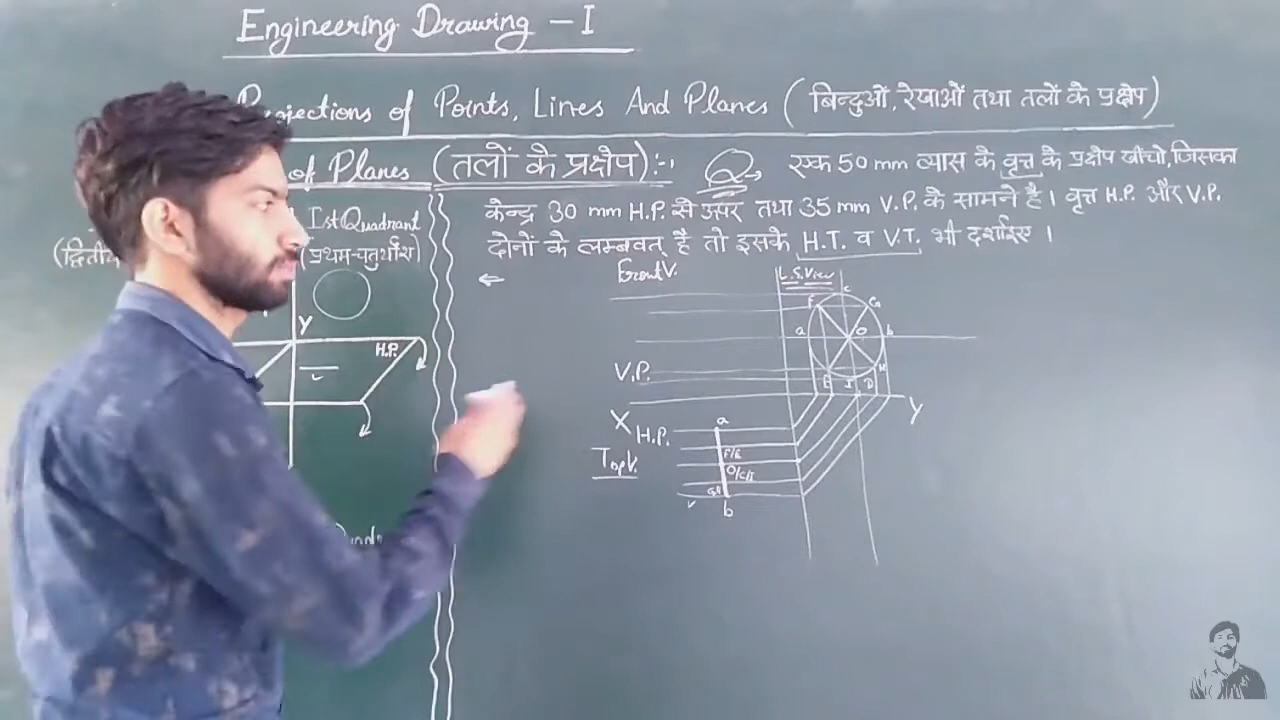 Engineering Drawing - I
Projections of Points, Lines And Planes (बिन्दुओं, रेखाओं तथा तलों के प्रक्षेप)
of Planes (तलों के प्रक्षेप):-
Q→ एक 50 mm व्यास के वृत्त के प्रक्षेप खींचो, जिसका
केन्द्र 30 mm H.P. से ऊपर तथा 35 mm V.P. के सामने है। वृत्त H.P. और V.P.
दोनों के लम्बवत् है तो इसके H.T. व V.T. भी दर्शाइए।
Ist Quadrant
(प्रथम-चतुर्थांश)
(द्वितीय
Y
H.P.
Front V.
L.S. View
F C G
a O b
E I D H
V.P.
X Y
H.P.
Top V.
a
F/E
O/C/I
b